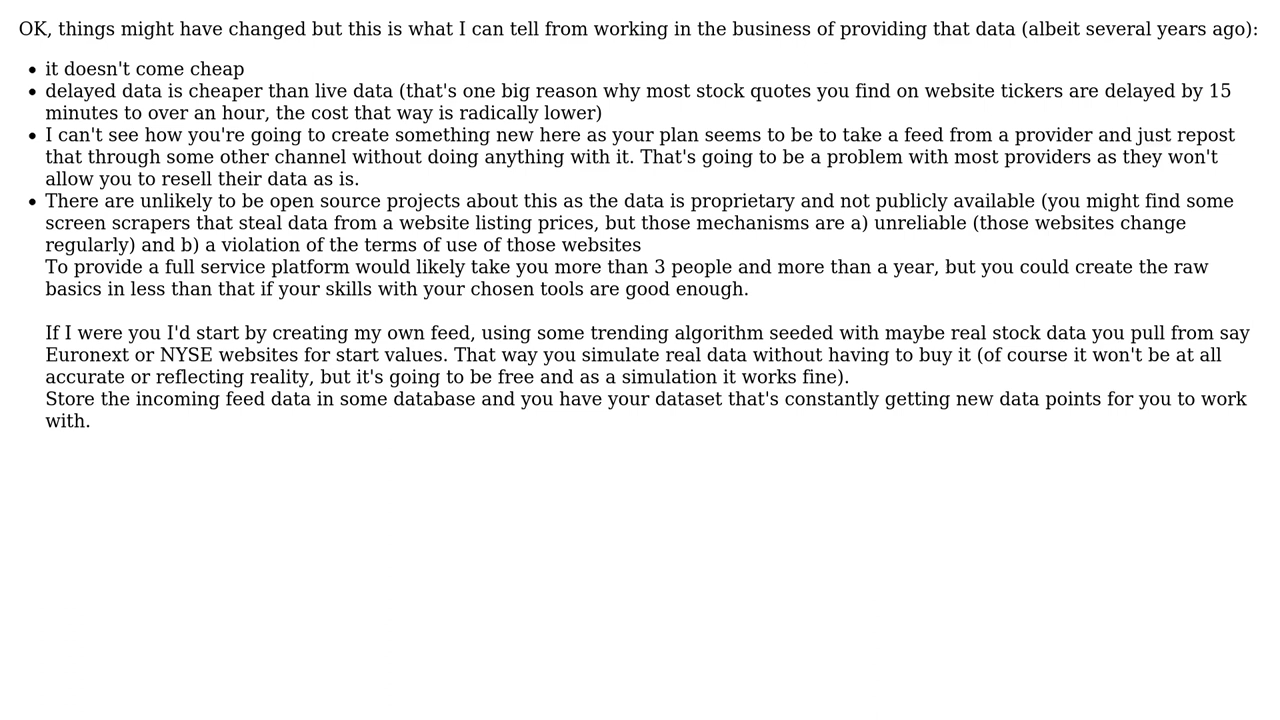 OK, things might have changed but this is what I can tell from working in the business of providing that data (albeit several years ago):
• it doesn't come cheap
• delayed data is cheaper than live data (that's one big reason why most stock quotes you find on website tickers are delayed by 15
minutes to over an hour, the cost that way is radically lower)
• I can't see how you're going to create something new here as your plan seems to be to take a feed from a provider and just repost
that through some other channel without doing anything with it. That's going to be a problem with most providers as they won't
allow you to resell their data as is.
• There are unlikely to be open source projects about this as the data is proprietary and not publicly available (you might find some
screen scrapers that steal data from a website listing prices, but those mechanisms are a) unreliable (those websites change
regularly) and b) a violation of the terms of use of those websites
To provide a full service platform would likely take you more than 3 people and more than a year, but you could create the raw
basics in less than that if your skills with your chosen tools are good enough.
If I were you I'd start by creating my own feed, using some trending algorithm seeded with maybe real stock data you pull from say
Euronext or NYSE websites for start values. That way you simulate real data without having to buy it (of course it won't be at all
accurate or reflecting reality, but it's going to be free and as a simulation it works fine).
Store the incoming feed data in some database and you have your dataset that's constantly getting new data points for you to work
with.